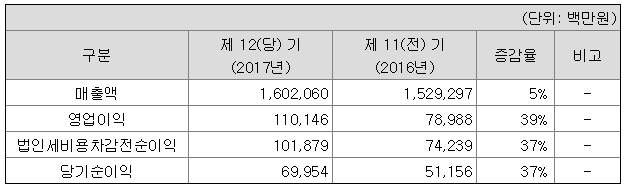 (단위: 백만원)
구분 제 12(당) 기 (2017년) 제 11(전) 기 (2016년) 증감율 비고
매출액 1,602,060 1,529,297 5% -
영업이익 110,146 78,988 39% -
법인세비용차감전순이익 101,879 74,239 37% -
당기순이익 69,954 51,156 37% -